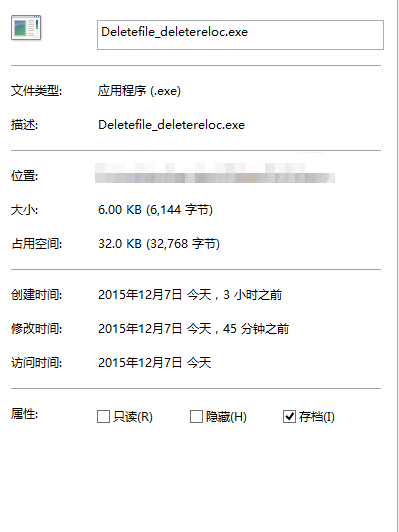 Deletefile_deletereloc.exe
文件类型: 应用程序 (.exe)
描述: Deletefile_deletereloc.exe
位置:
大小: 6.00 KB (6,144 字节)
占用空间: 32.0 KB (32,768 字节)
创建时间: 2015年12月7日 今天，3 小时之前
修改时间: 2015年12月7日 今天，45 分钟之前
访问时间: 2015年12月7日 今天
属性: 只读(R) 隐藏(H) 存档(I)